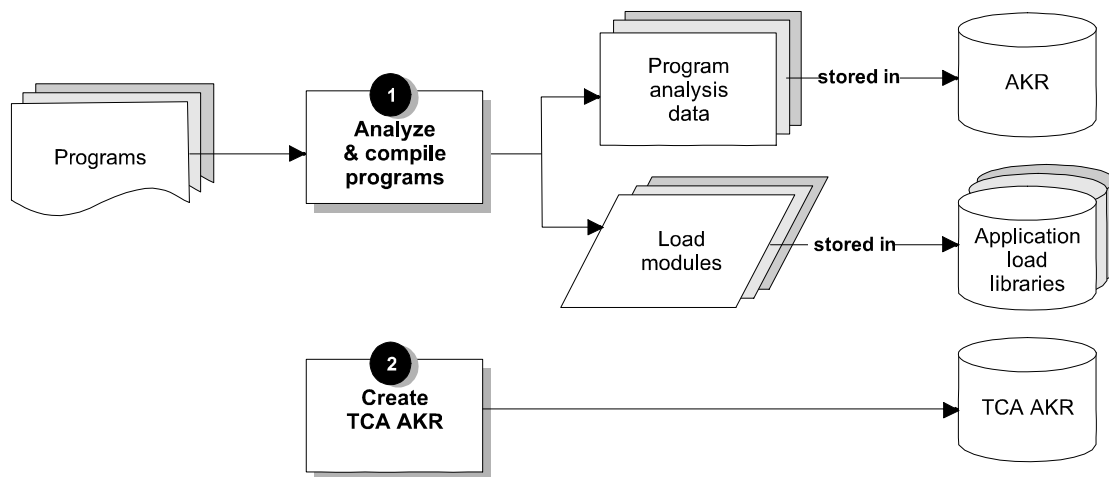 Programs
1
Analyze
& compile
programs
Program
analysis
data
stored in
AKR
Load
modules
stored in
Application
load
libraries
2
Create
TCA AKR
TCA AKR